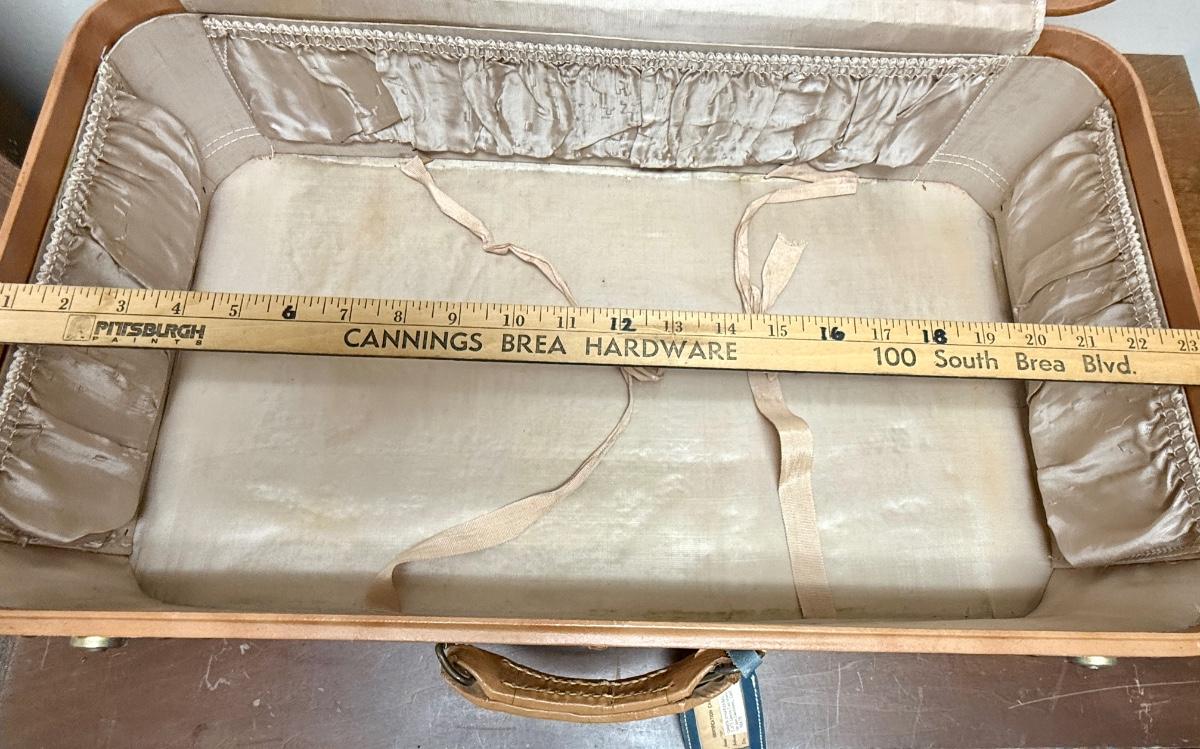 1 2 3 4 5 6 7 8 9 10 11 12 13 14 15 16 17 18 19 20 21 22 23
PITTSBURGH
PAINTS
CANNINGS BREA HARDWARE
100 South Brea Blvd.